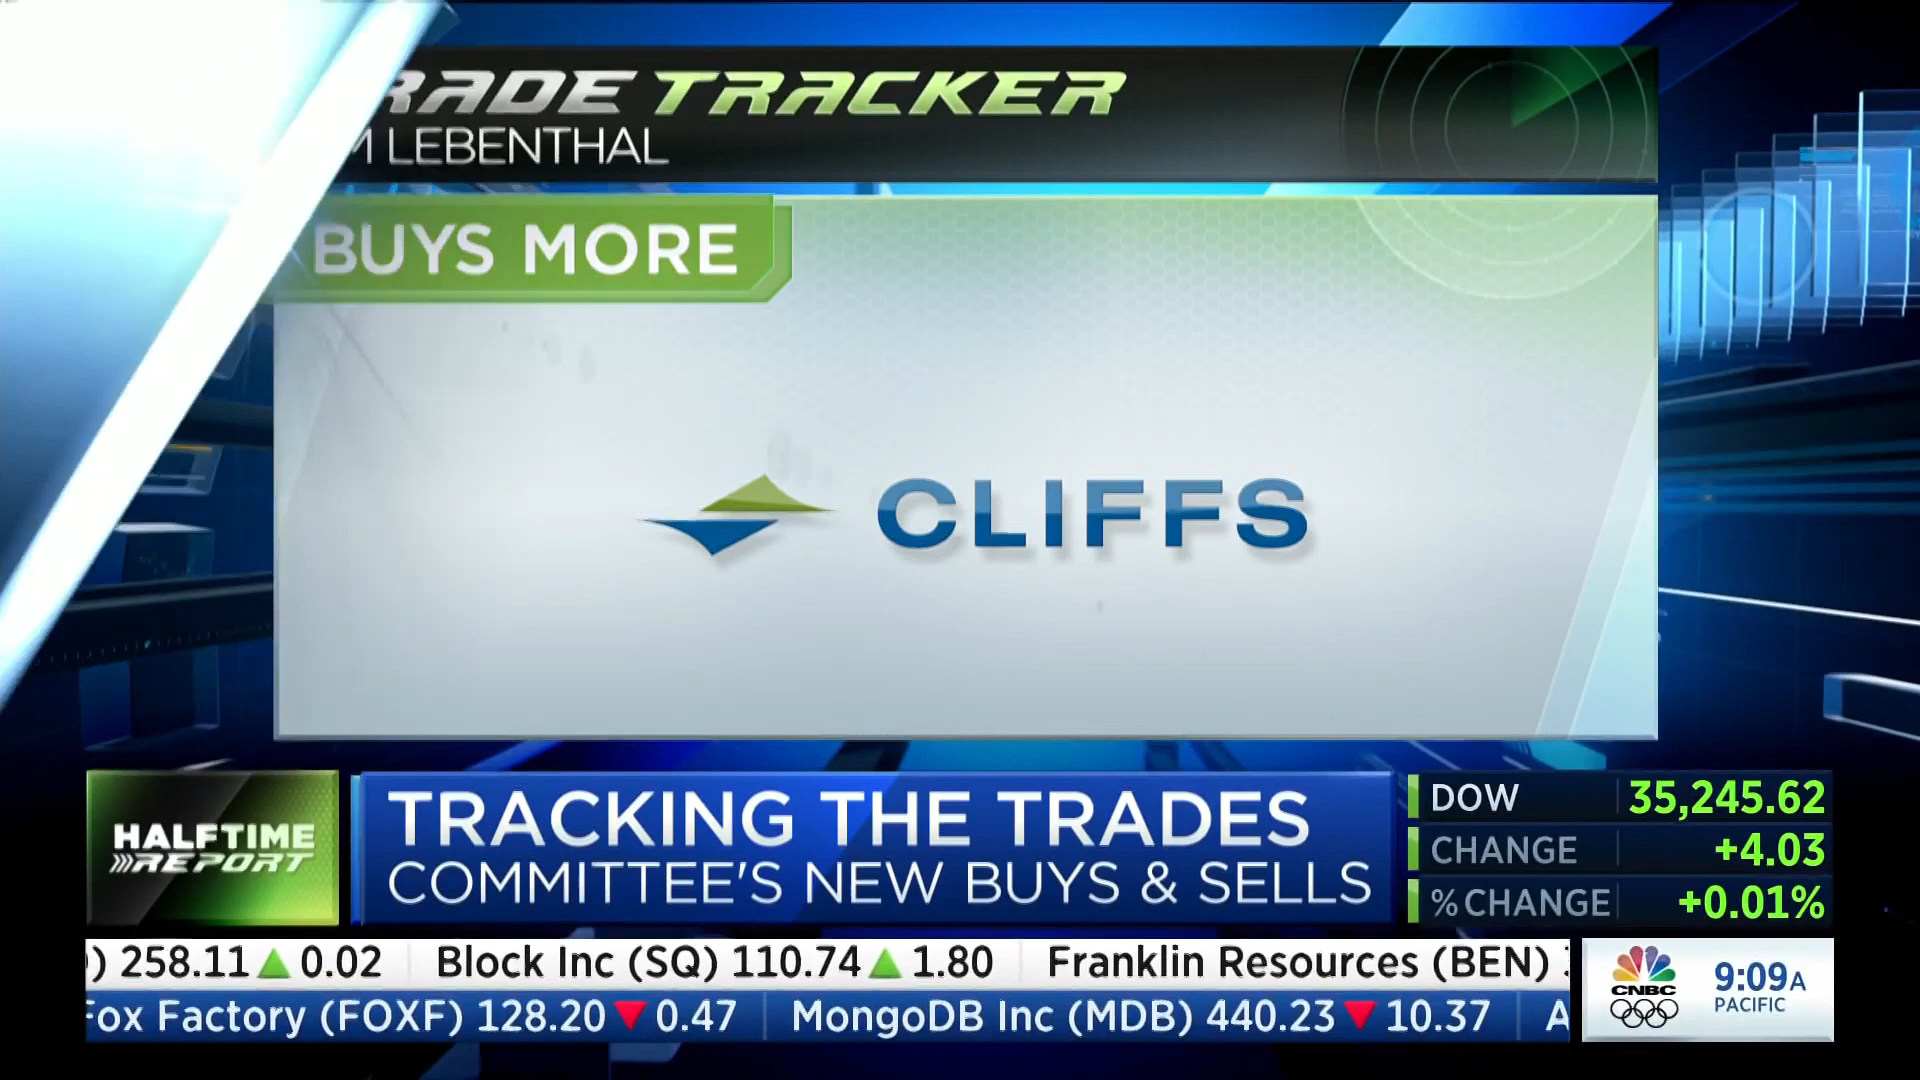 RADE TRACKER
M LEBENTHAL
BUYS MORE
CLIFFS
HALFTIME
REPORT
TRACKING THE TRADES
COMMITTEE'S NEW BUYS & SELLS
DOW 35,245.62
CHANGE +4.03
% CHANGE +0.01%
) 258.11 ▲ 0.02 Block Inc (SQ) 110.74 ▲ 1.80 Franklin Resources (BEN)
Fox Factory (FOXF) 128.20 ▼ 0.47 MongoDB Inc (MDB) 440.23 ▼ 10.37 A
CNBC
9:09A
PACIFIC